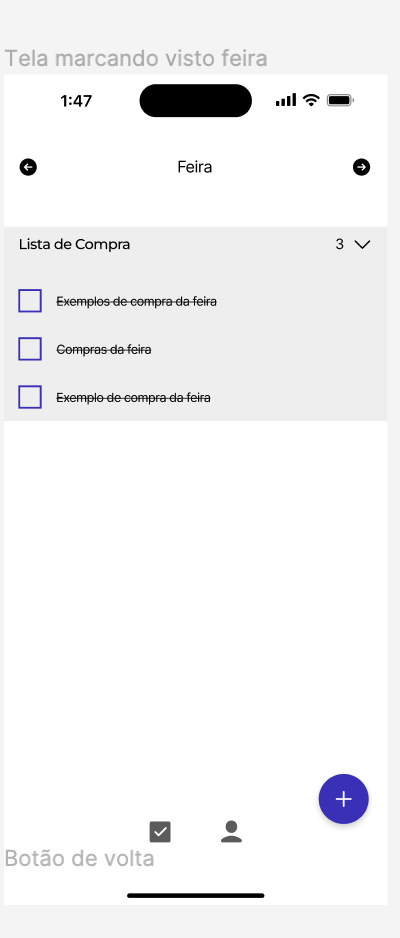 Tela marcando visto feira
1:47
Feira
Lista de Compra 3
Exemplos de compra da feira
Compras da feira
Exemplo de compra da feira
Botão de volta